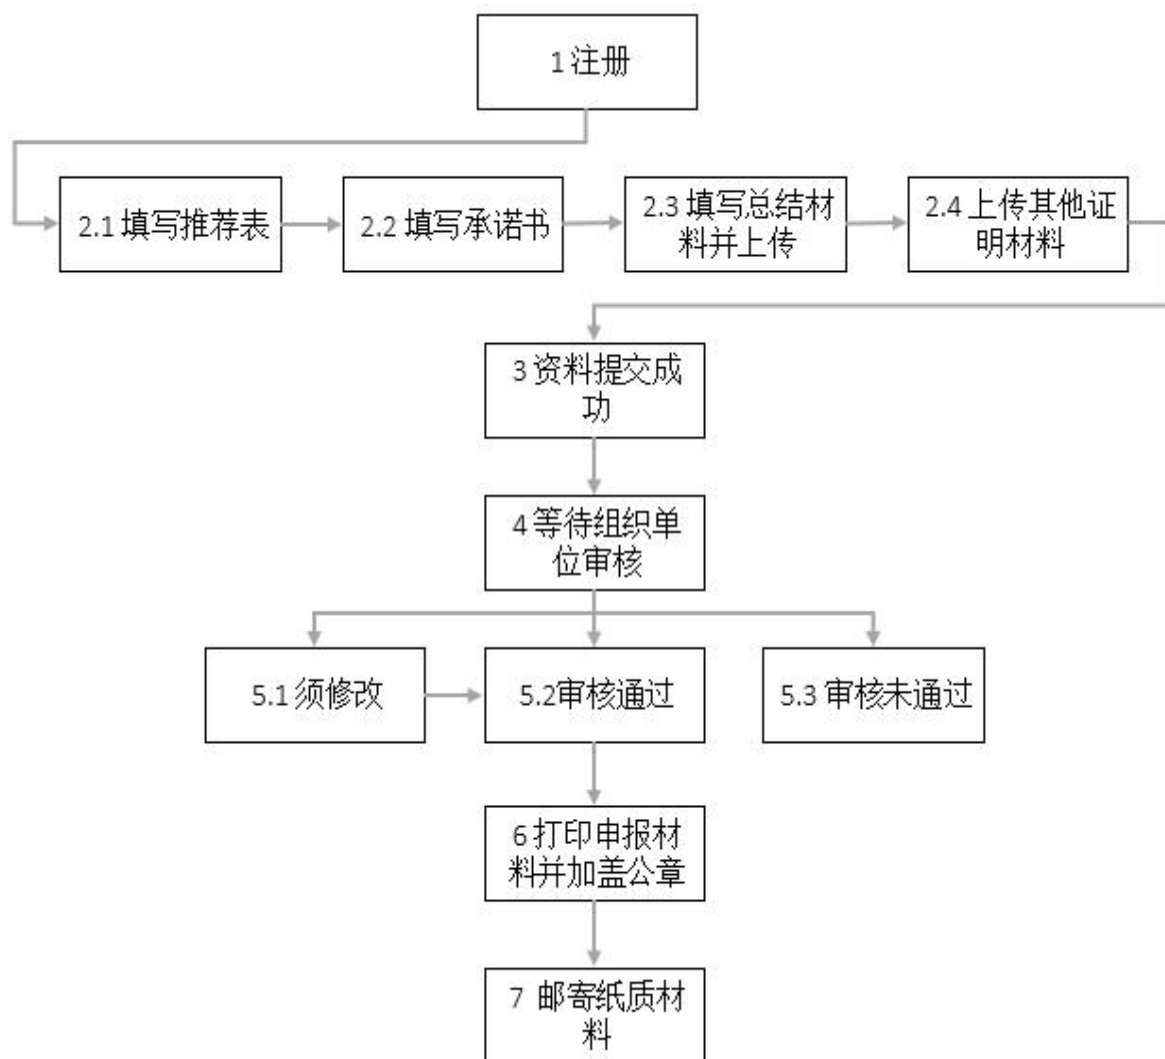 1 注册
2.1 填写推荐表
2.2 填写承诺书
2.3 填写总结材
料并上传
2.4 上传其他证
明材料
3 资料提交成
功
4 等待组织单
位审核
5.1 须修改
5.2审核通过
5.3 审核未通过
6 打印申报材
料并加盖公章
7 邮寄纸质材
料